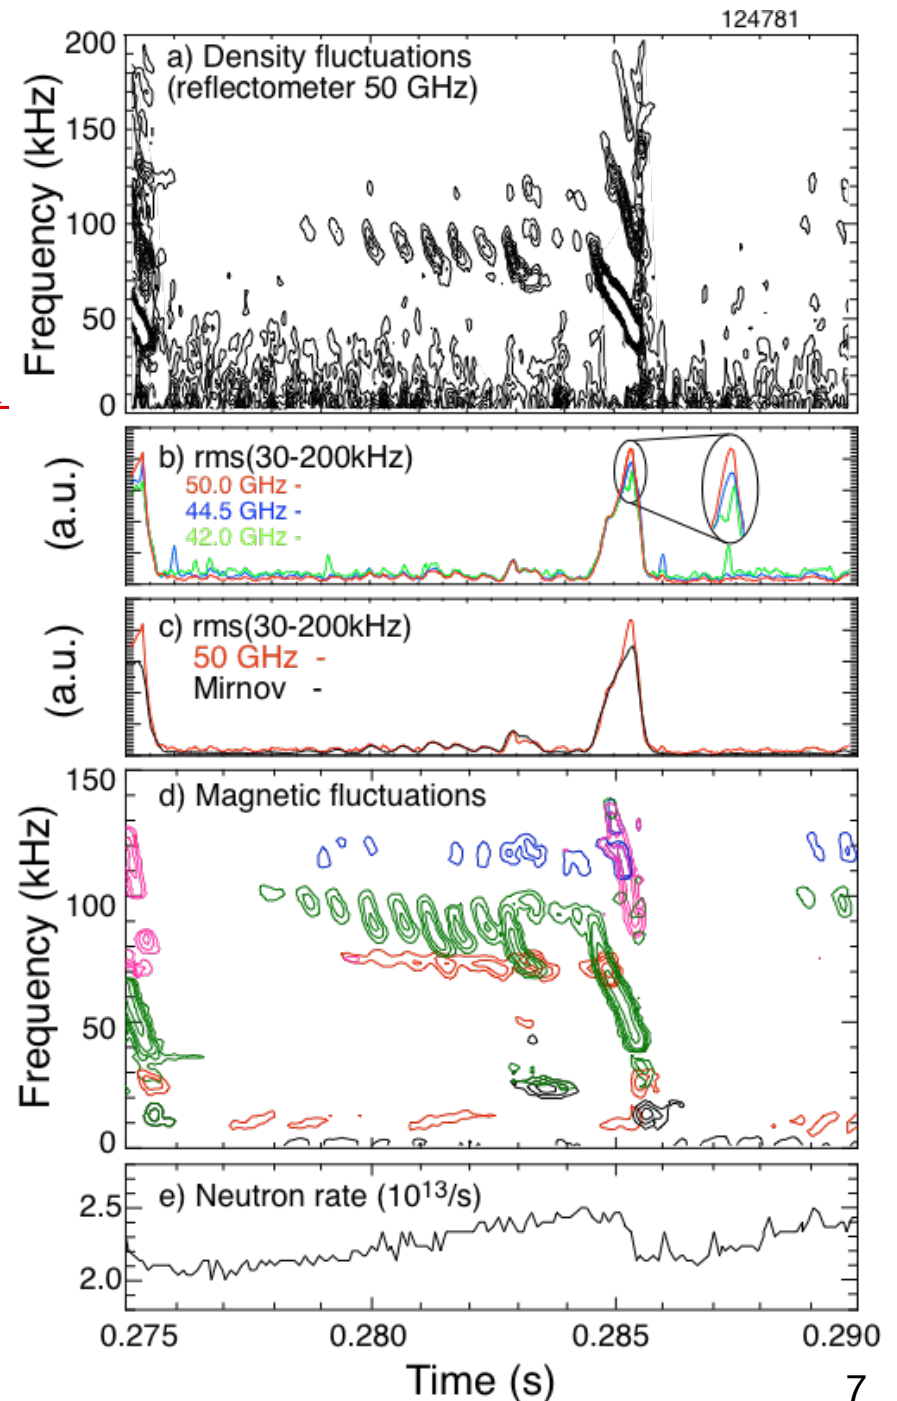 124781
a) Density fluctuations
(reflectometer 50 GHz)
Frequency (kHz)
200
150
100
50
0
b) rms(30-200kHz)
50.0 GHz -
44.5 GHz -
42.0 GHz -
(a.u.)
c) rms(30-200kHz)
50 GHz -
Mirnov -
(a.u.)
d) Magnetic fluctuations
Frequency (kHz)
150
100
50
0
e) Neutron rate (10¹³/s)
2.5
2.0
0.275 0.280 0.285 0.290
Time (s)
7